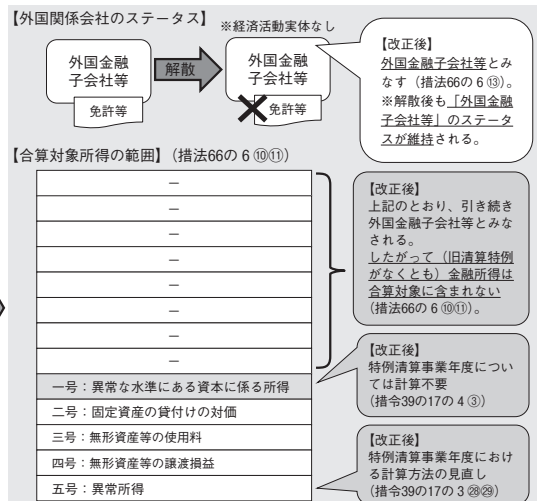 【外国関係会社のステータス】
※経済活動実体なし
外国金融
子会社等
免許等
解散
外国金融
子会社等
免許等
【改正後】
外国金融子会社等とみ
なす（措法66の６⑬）。
※解散後も「外国金融
子会社等」のステータ
スが維持される。
【合算対象所得の範囲】（措法66の６⑩⑪）
－
－
－
－
－
－
－
－
一号：異常な水準にある資本に係る所得
二号：固定資産の貸付けの対価
三号：無形資産等の使用料
四号：無形資産等の譲渡損益
五号：異常所得
【改正後】
上記のとおり、引き続き
外国金融子会社等とみな
される。
したがって（旧清算特例
がなくとも）金融所得は
合算対象に含まれない
（措法66の６⑩⑪）。
【改正後】
特例清算事業年度につい
ては計算不要
（措令39の17の４③）
【改正後】
特例清算事業年度におけ
る計算方法の見直し
（措令39の17の３㉘㉙）